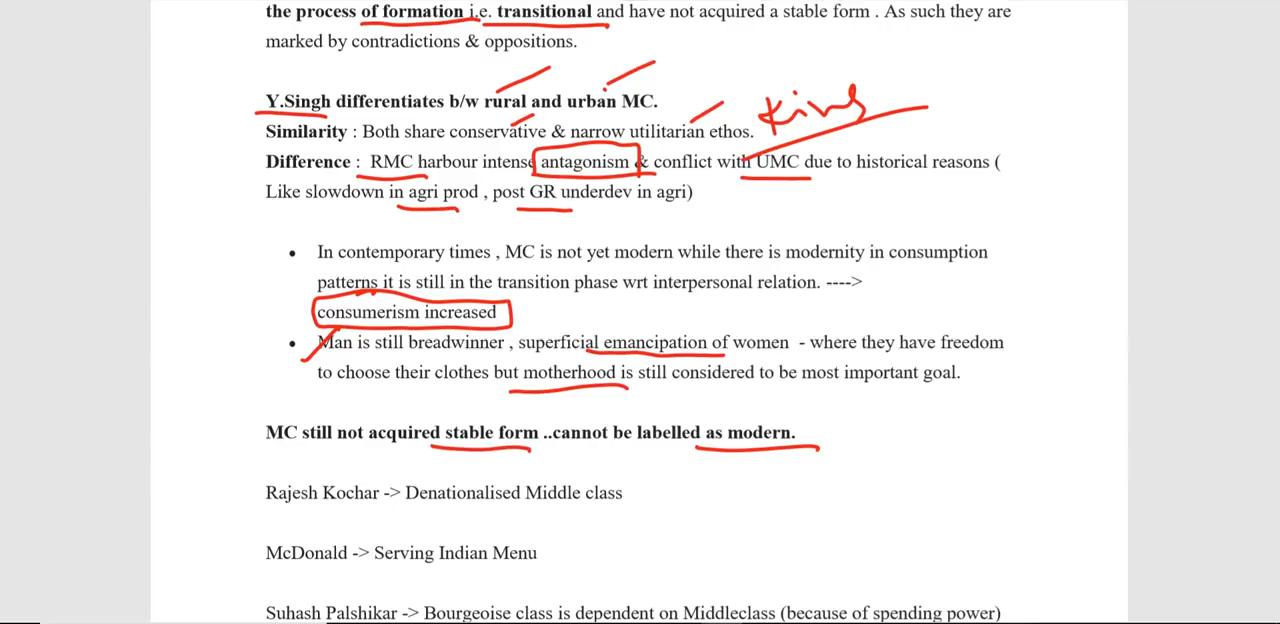 the process of formation i.e. transitional and have not acquired a stable form . As such they are
marked by contradictions & oppositions.
Y.Singh differentiates b/w rural and urban MC.
Similarity : Both share conservative & narrow utilitarian ethos.
Difference : RMC harbour intense antagonism & conflict with UMC due to historical reasons (
Like slowdown in agri prod , post GR underdev in agri)
• In contemporary times , MC is not yet modern while there is modernity in consumption
patterns it is still in the transition phase wrt interpersonal relation. ---->
consumerism increased
• Man is still breadwinner , superficial emancipation of women - where they have freedom
to choose their clothes but motherhood is still considered to be most important goal.
MC still not acquired stable form ..cannot be labelled as modern.
Rajesh Kochar -> Denationalised Middle class
McDonald -> Serving Indian Menu
Suhash Palshikar -> Bourgeoise class is dependent on Middleclass (because of spending power)